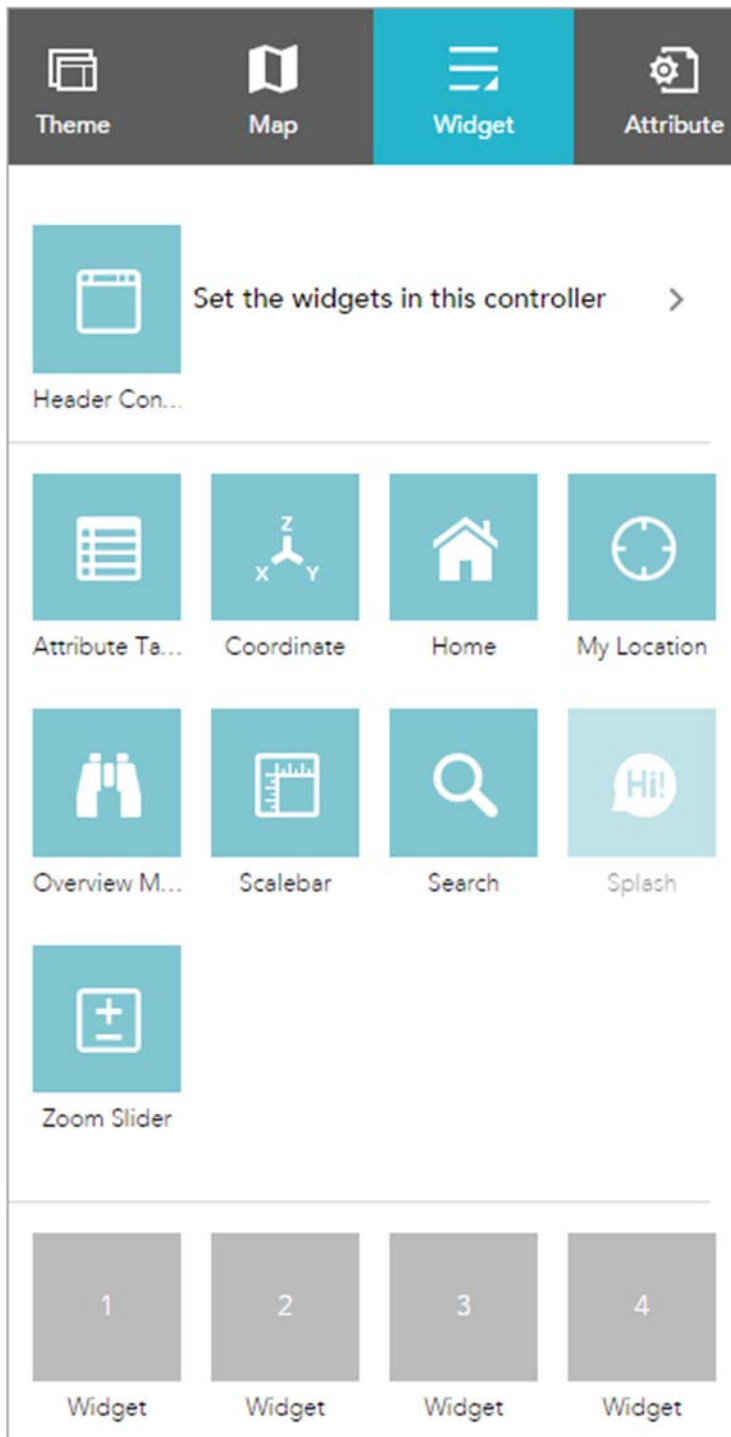 Theme Map Widget Attribute
Set the widgets in this controller >
Header Con...
Z
X Y
Attribute Ta... Coordinate Home My Location
Hi!
Overview M... Scalebar Search Splash
Zoom Slider
1 2 3 4
Widget Widget Widget Widget